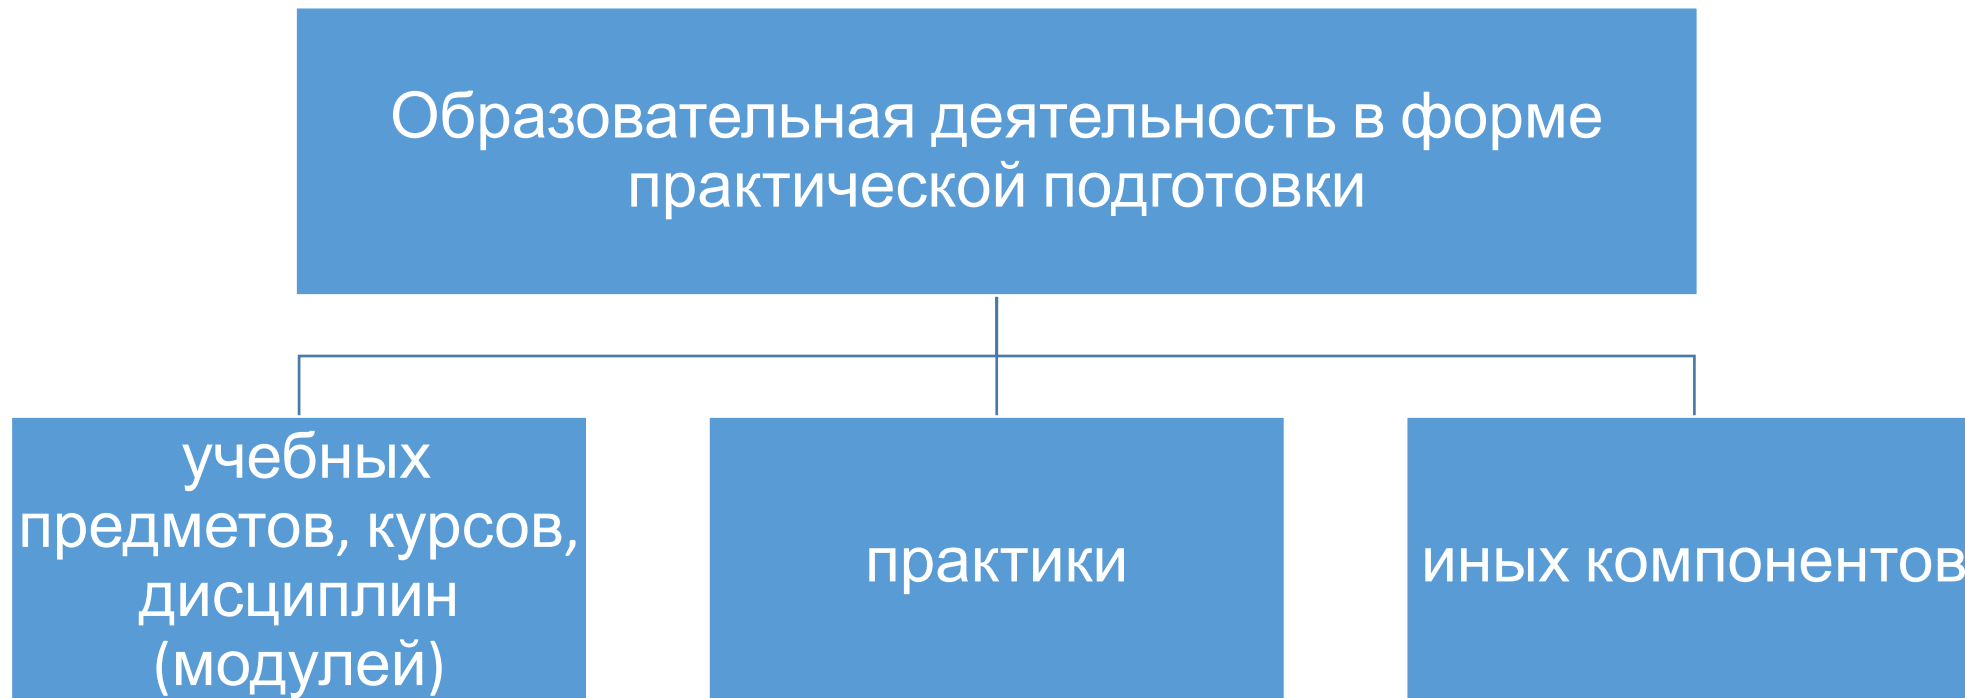 Образовательная деятельность в форме
практической подготовки
учебных
предметов, курсов,
дисциплин
(модулей)
практики
иных компонентов